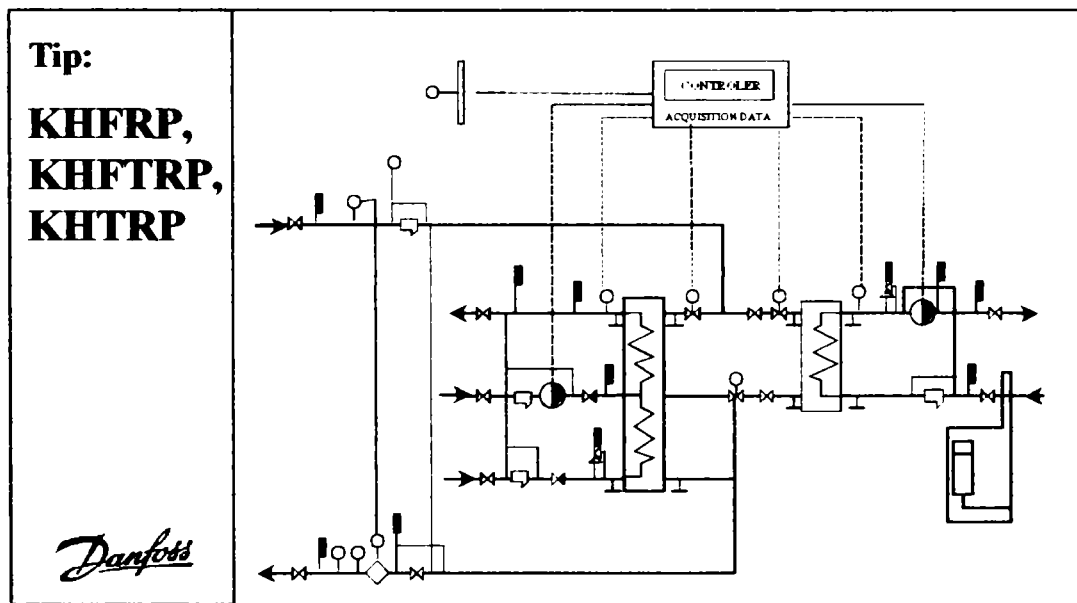 Tip:
KHFRP,
KHFTRP,
KHTRP
Danfoss
CONTROLER
ACQUISITION DATA